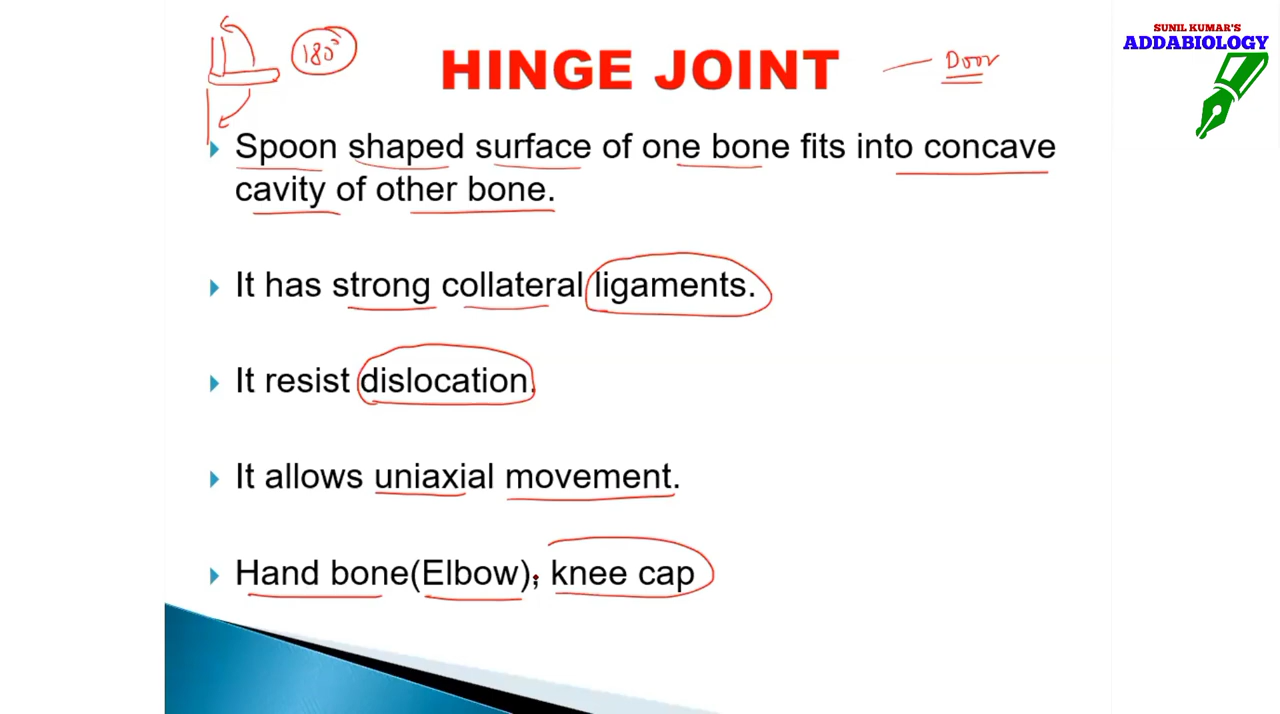 SUNIL KUMAR'S
ADDABIOLOGY
180°
HINGE JOINT
Door
Spoon shaped surface of one bone fits into concave
cavity of other bone.
It has strong collateral ligaments.
It resist dislocation.
It allows uniaxial movement.
Hand bone(Elbow), knee cap